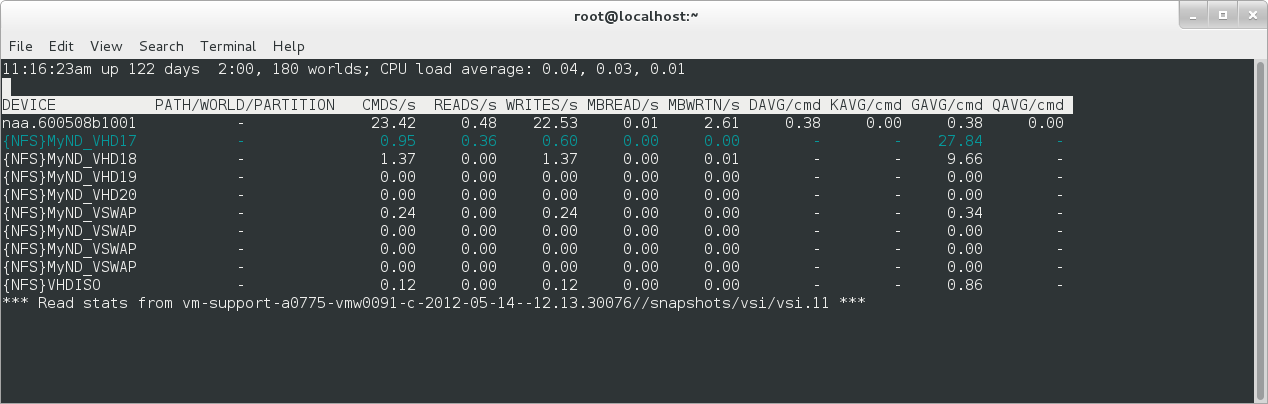 root@localhost:~
File Edit View Search Terminal Help
11:16:23am up 122 days  2:00, 180 worlds; CPU load average: 0.04, 0.03, 0.01
DEVICE PATH/WORLD/PARTITION CMDS/s READS/s WRITES/s MBREAD/s MBWRTN/s DAVG/cmd KAVG/cmd GAVG/cmd QAVG/cmd
naa.600508b1001 - 23.42 0.48 22.53 0.01 2.61 0.38 0.00 0.38 0.00
{NFS}MyND_VHD17 - 0.95 0.36 0.60 0.00 0.00 - - 27.84 -
{NFS}MyND_VHD18 - 1.37 0.00 1.37 0.00 0.01 - - 9.66 -
{NFS}MyND_VHD19 - 0.00 0.00 0.00 0.00 0.00 - - 0.00 -
{NFS}MyND_VHD20 - 0.00 0.00 0.00 0.00 0.00 - - 0.00 -
{NFS}MyND_VSWAP - 0.24 0.00 0.24 0.00 0.00 - - 0.34 -
{NFS}MyND_VSWAP - 0.00 0.00 0.00 0.00 0.00 - - 0.00 -
{NFS}MyND_VSWAP - 0.00 0.00 0.00 0.00 0.00 - - 0.00 -
{NFS}MyND_VSWAP - 0.00 0.00 0.00 0.00 0.00 - - 0.00 -
{NFS}VHDISO - 0.12 0.00 0.12 0.00 0.00 - - 0.86 -
*** Read stats from vm-support-a0775-vmw0091-c-2012-05-14--12.13.30076//snapshots/vsi/vsi.11 ***